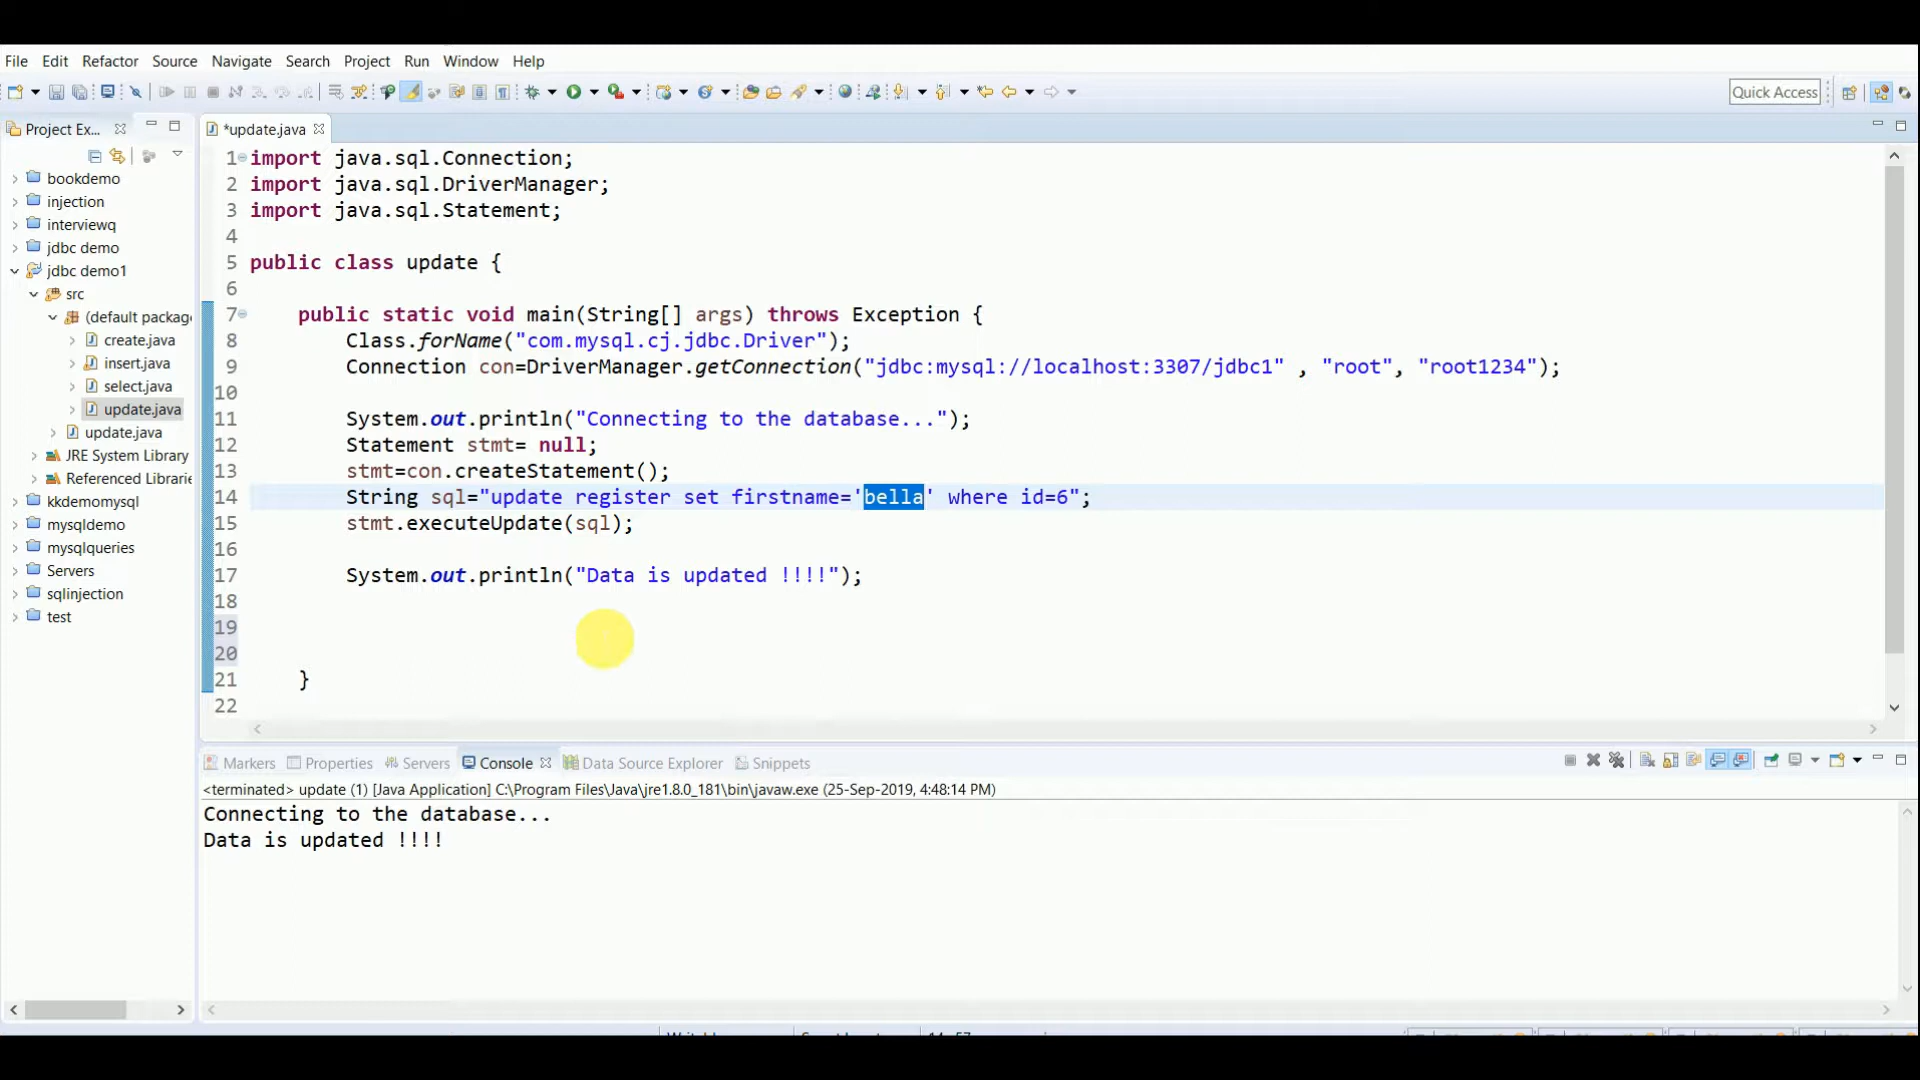 File Edit Refactor Source Navigate Search Project Run Window Help
Quick Access
Project Ex...
*update.java
bookdemo
injection
interviewq
jdbc demo
jdbc demo1
src
(default package
create.java
insert.java
select.java
update.java
update.java
JRE System Library
Referenced Librarie
kkdemomysql
mysqldemo
mysqlqueries
Servers
sqlinjection
test
1 import java.sql.Connection;
2 import java.sql.DriverManager;
3 import java.sql.Statement;
4
5 public class update {
6
7 public static void main(String[] args) throws Exception {
8 Class.forName("com.mysql.cj.jdbc.Driver");
9 Connection con=DriverManager.getConnection("jdbc:mysql://localhost:3307/jdbc1" , "root", "root1234");
10
11 System.out.println("Connecting to the database...");
12 Statement stmt= null;
13 stmt=con.createStatement();
14 String sql="update register set firstname='bella' where id=6";
15 stmt.executeUpdate(sql);
16
17 System.out.println("Data is updated !!!!");
18
19
20
21 }
22
Markers Properties Servers Console Data Source Explorer Snippets
<terminated> update (1) [Java Application] C:\Program Files\Java\jre1.8.0_181\bin\javaw.exe (25-Sep-2019, 4:48:14 PM)
Connecting to the database...
Data is updated !!!!